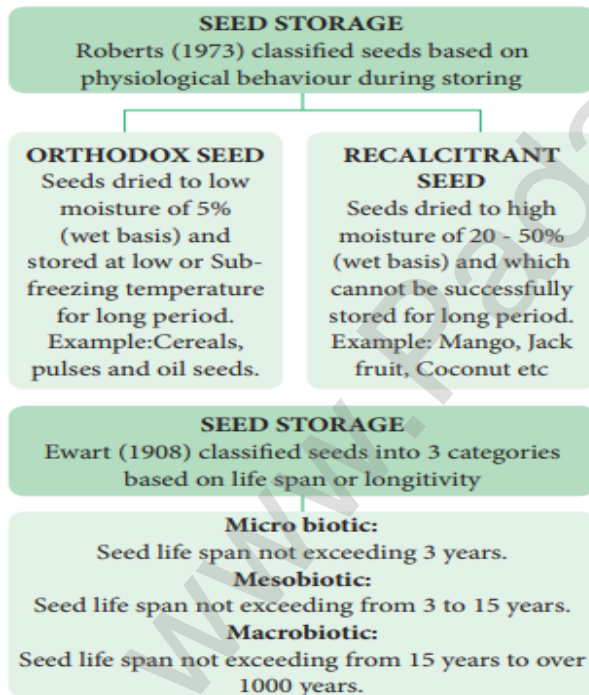 SEED STORAGE
Roberts (1973) classified seeds based on
physiological behaviour during storing
ORTHODOX SEED
Seeds dried to low
moisture of 5%
(wet basis) and
stored at low or Sub-
freezing temperature
for long period.
Example:Cereals,
pulses and oil seeds.
RECALCITRANT
SEED
Seeds dried to high
moisture of 20 - 50%
(wet basis) and which
cannot be successfully
stored for long period.
Example: Mango, Jack
fruit, Coconut etc
SEED STORAGE
Ewart (1908) classified seeds into 3 categories
based on life span or longitivity
Micro biotic:
Seed life span not exceeding 3 years.
Mesobiotic:
Seed life span not exceeding from 3 to 15 years.
Macrobiotic:
Seed life span not exceeding from 15 years to over
1000 years.
www.Pada